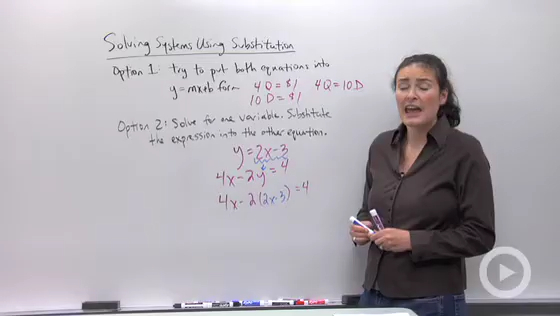 Solving Systems Using Substitution
Option 1: try to put both equations into
y=mx+b form 4Q=$1 4Q=10D
10D=$1
Option 2: Solve for one variable. Substitute
the expression into the other equation.
y=2x-3
4x-2y=4
4x-2(2x-3)=4